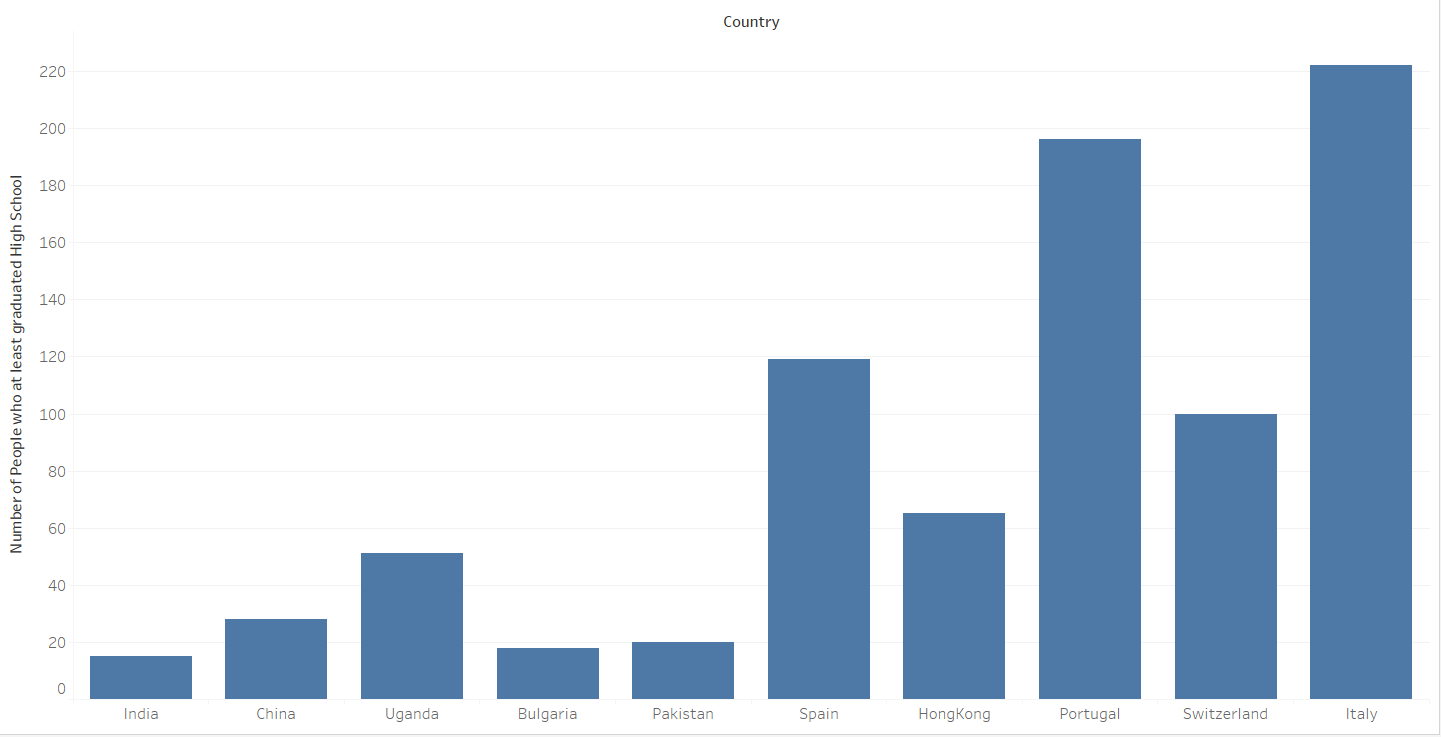 Country
Number of People who at least graduated High School
220
200
180
160
140
120
100
80
60
40
20
0
India
China
Uganda
Bulgaria
Pakistan
Spain
HongKong
Portugal
Switzerland
Italy